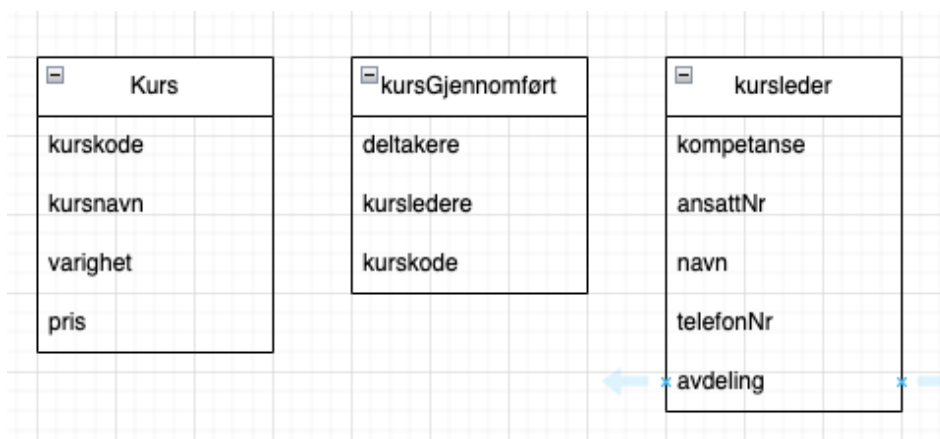 Kurs
kurskode
kursnavn
varighet
pris
kursGjennomført
deltakere
kursledere
kurskode
kursleder
kompetanse
ansattNr
navn
telefonNr
avdeling